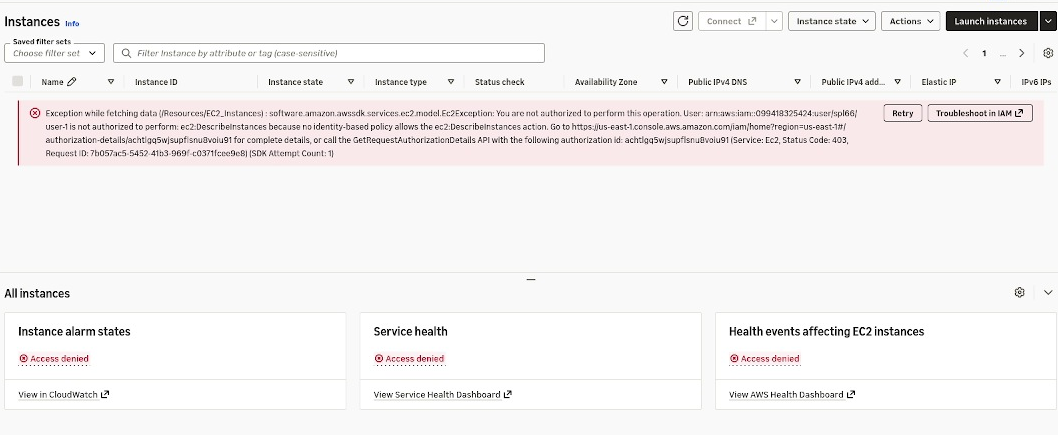 Instances Info
Connect
Instance state
Actions
Launch instances
Saved filter sets
Choose filter set
Filter Instance by attribute or tag (case-sensitive)
1
...
Name
Instance ID
Instance state
Instance type
Status check
Availability Zone
Public IPv4 DNS
Public IPv4 add...
Elastic IP
IPv6 IPs
Exception while fetching data (/Resources/EC2_Instances) : software.amazon.awssdk.services.ec2.model.Ec2Exception: You are not authorized to perform this operation. User: arn:aws:iam::099418325424:user/spl66/
user-1 is not authorized to perform: ec2:DescribeInstances because no identity-based policy allows the ec2:DescribeInstances action. Go to https://us-east-1.console.aws.amazon.com/iam/home?region=us-east-1#/
authorization-details/achtlgq5wjsupflsnu8voiu91 for complete details, or call the GetRequestAuthorizationDetails API with the following authorization id: achtlgq5wjsupflsnu8voiu91 (Service: Ec2, Status Code: 403,
Request ID: 7b057ac5-5452-41b3-969f-c0371fcee9e8) (SDK Attempt Count: 1)
Retry
Troubleshoot in IAM
All instances
Instance alarm states
Access denied
View in CloudWatch
Service health
Access denied
View Service Health Dashboard
Health events affecting EC2 instances
Access denied
View AWS Health Dashboard